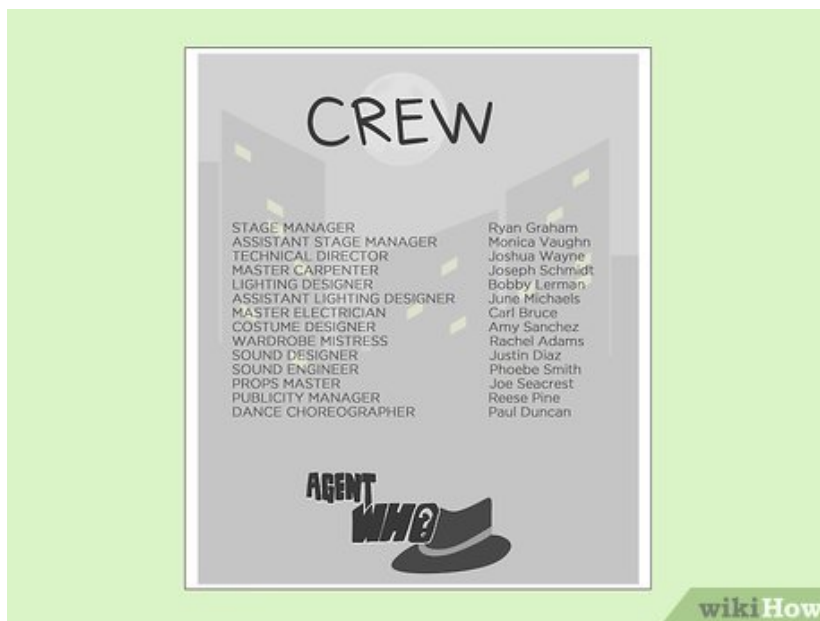 CREW
STAGE MANAGER Ryan Graham
ASSISTANT STAGE MANAGER Monica Vaughn
TECHNICAL DIRECTOR Joshua Wayne
MASTER CARPENTER Joseph Schmidt
LIGHTING DESIGNER Bobby Lerman
ASSISTANT LIGHTING DESIGNER June Michaels
MASTER ELECTRICIAN Carl Bruce
COSTUME DESIGNER Amy Sanchez
WARDROBE MISTRESS Rachel Adams
SOUND DESIGNER Justin Diaz
SOUND ENGINEER Phoebe Smith
PROPS MASTER Joe Seacrest
PUBLICITY MANAGER Reese Pine
DANCE CHOREOGRAPHER Paul Duncan
AGENT
WHO?
wikiHow